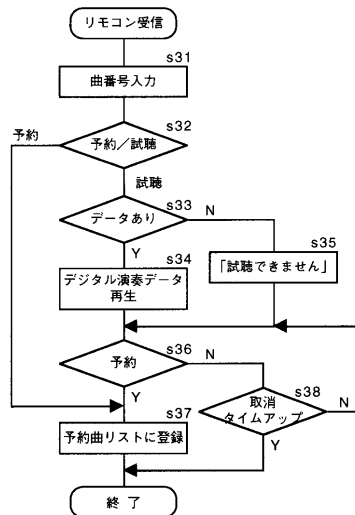 リモコン受信
s31
曲番号入力
s32
予約
予約／試聴
試聴
s33
データあり
N
Y
s34
s35
デジタル演奏データ
再生
「試聴できません」
s36
予約
N
Y
s37
s38
取消
タイムアップ
N
予約曲リストに登録
Y
終 了